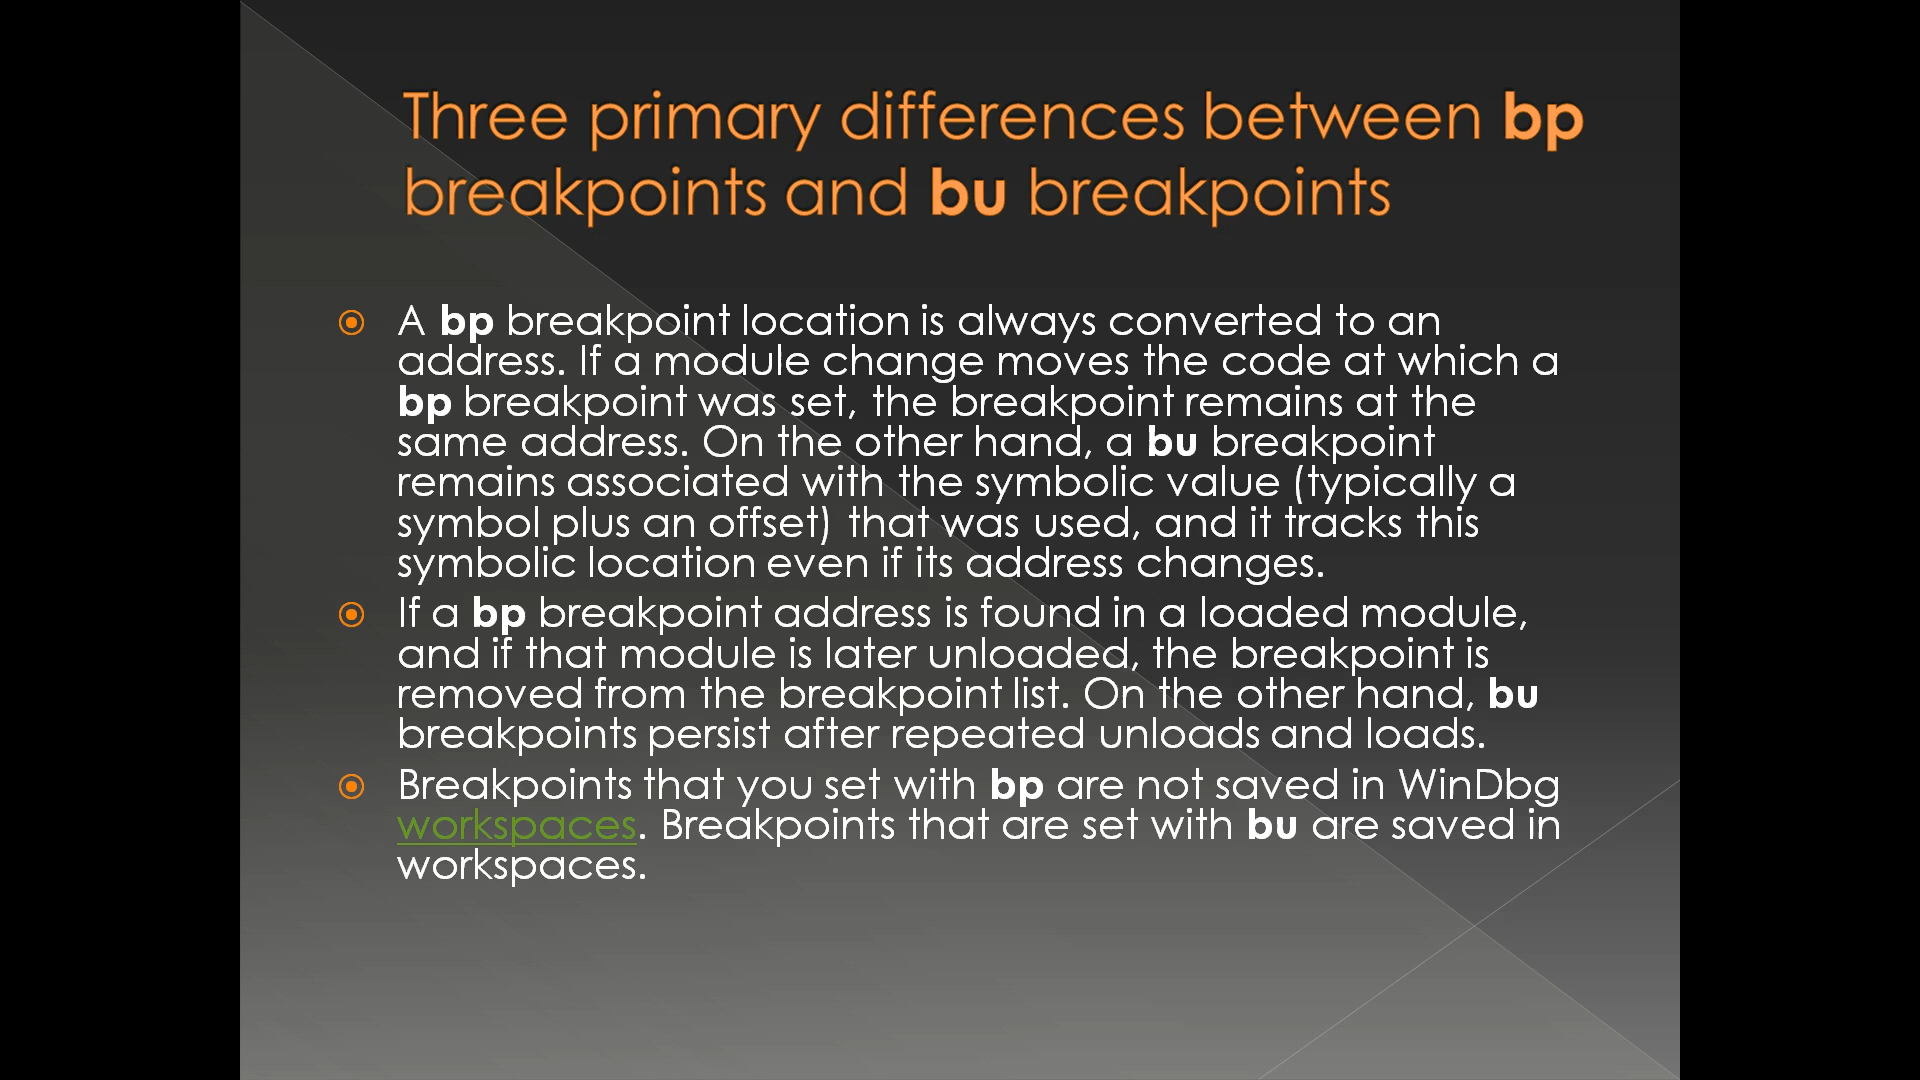 Three primary differences between bp
breakpoints and bu breakpoints
A bp breakpoint location is always converted to an
address. If a module change moves the code at which a
bp breakpoint was set, the breakpoint remains at the
same address. On the other hand, a bu breakpoint
remains associated with the symbolic value (typically a
symbol plus an offset) that was used, and it tracks this
symbolic location even if its address changes.
If a bp breakpoint address is found in a loaded module,
and if that module is later unloaded, the breakpoint is
removed from the breakpoint list. On the other hand, bu
breakpoints persist after repeated unloads and loads.
Breakpoints that you set with bp are not saved in WinDbg
workspaces. Breakpoints that are set with bu are saved in
workspaces.